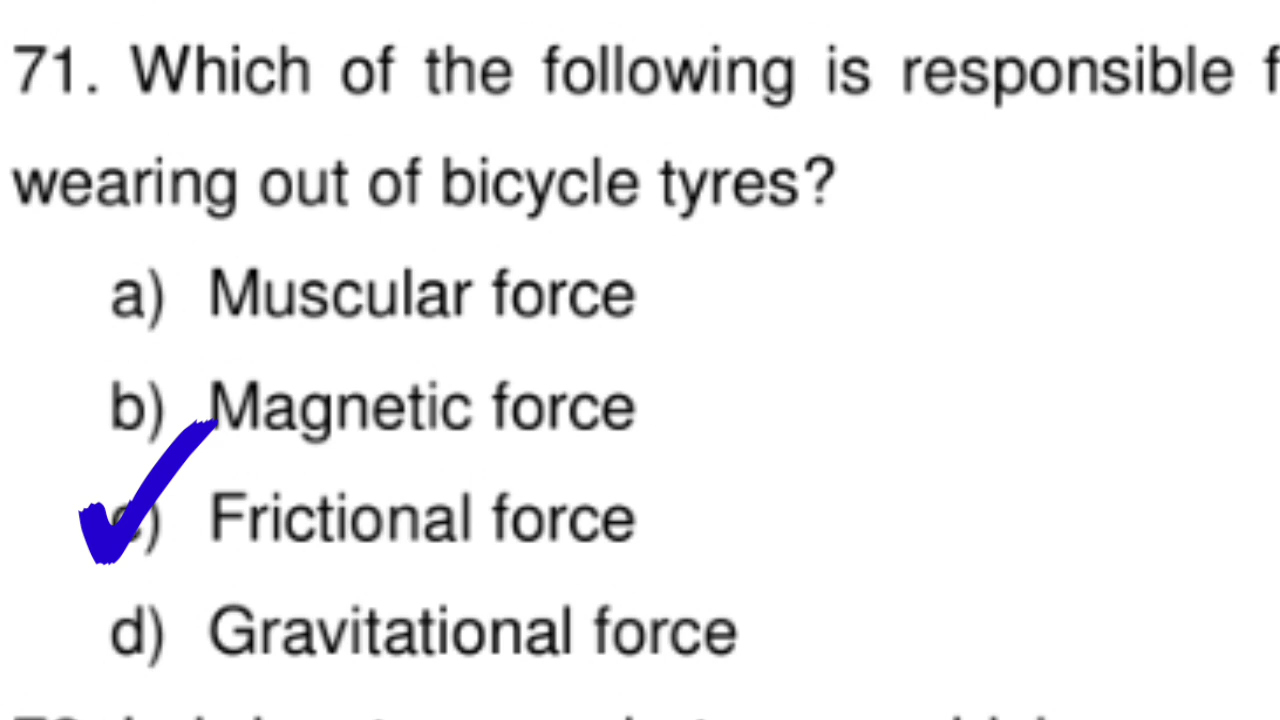 71. Which of the following is responsible f
wearing out of bicycle tyres?
a) Muscular force
b) Magnetic force
c) Frictional force
d) Gravitational force